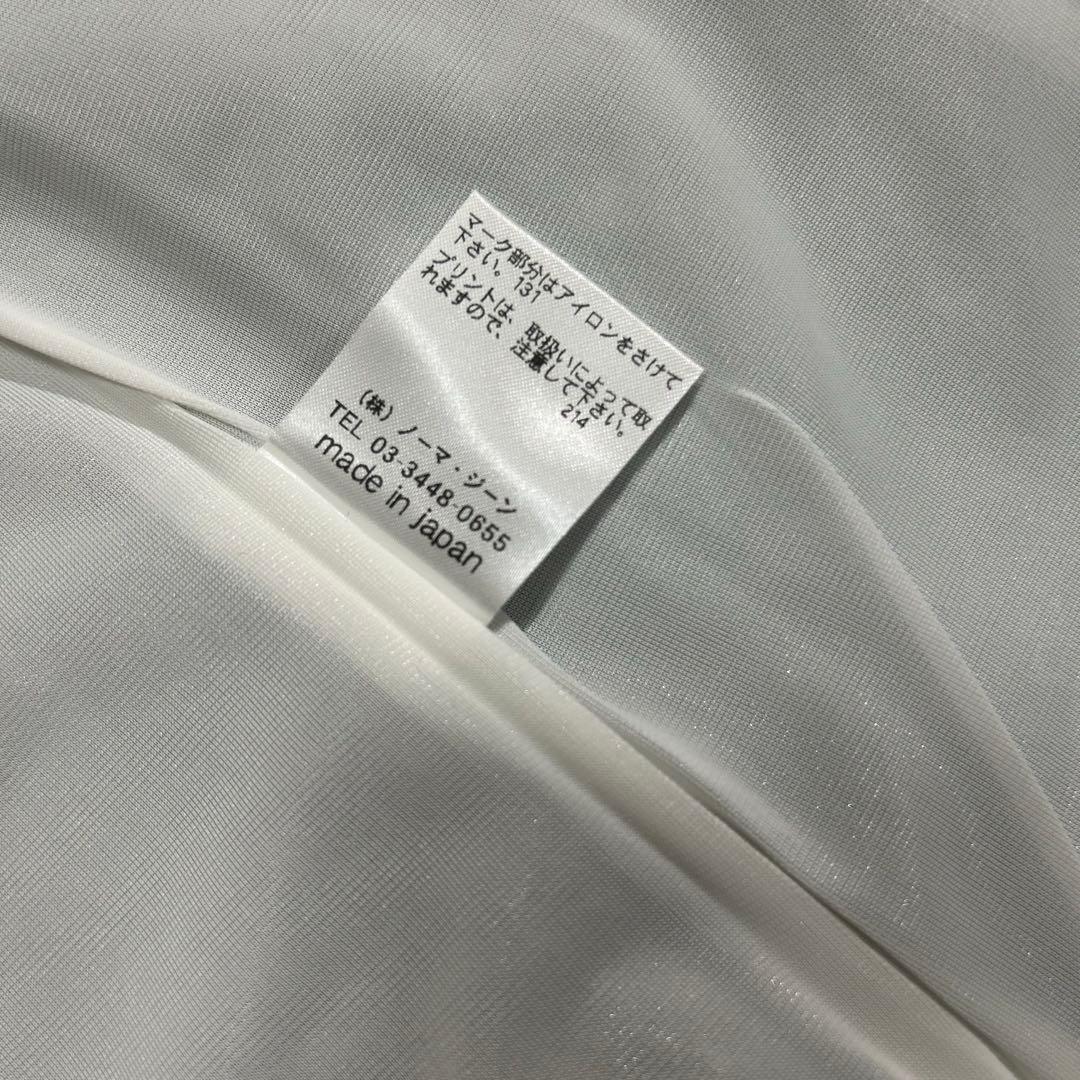 マーク部分はアイロンをさけて
下さい。131
プリントは、取扱いによって取
れますので、注意して下さい。
214
(株) ノーマ・ジーン
TEL 03-3448-0655
made in japan